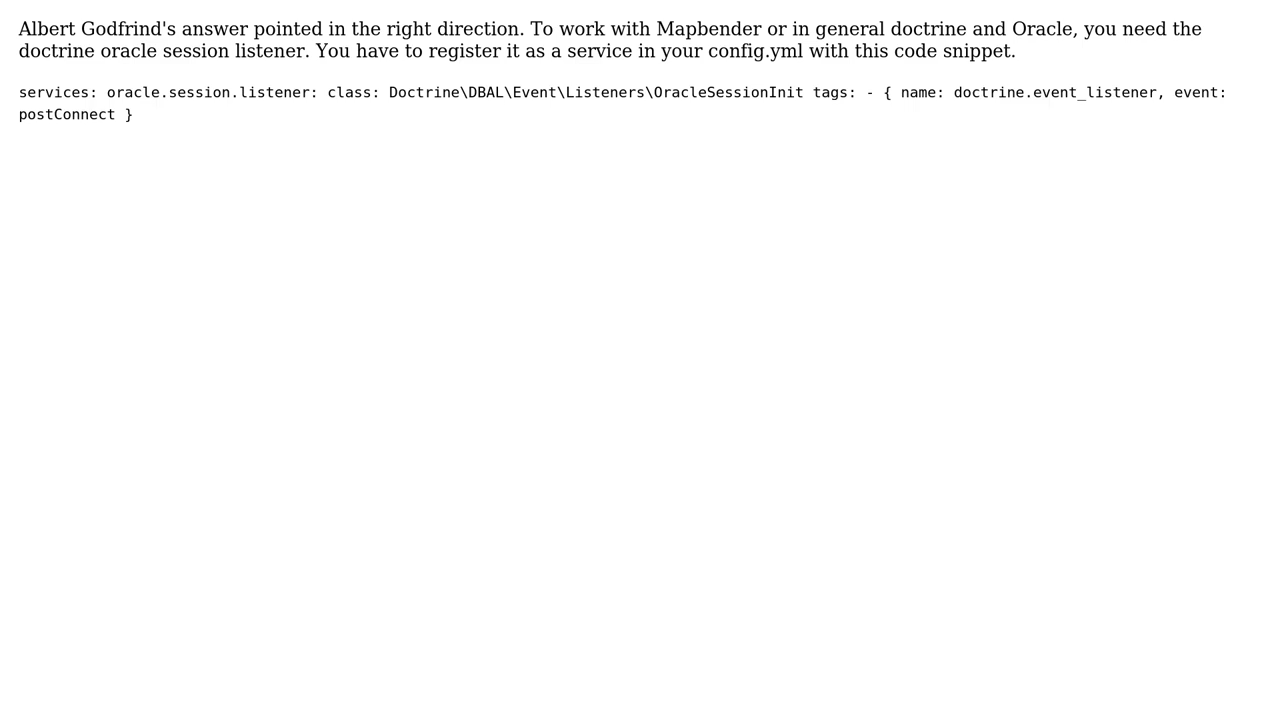 Albert Godfrind's answer pointed in the right direction. To work with Mapbender or in general doctrine and Oracle, you need the
doctrine oracle session listener. You have to register it as a service in your config.yml with this code snippet.
services: oracle.session.listener: class: Doctrine\DBAL\Event\Listeners\OracleSessionInit tags: - { name: doctrine.event_listener, event:
postConnect }